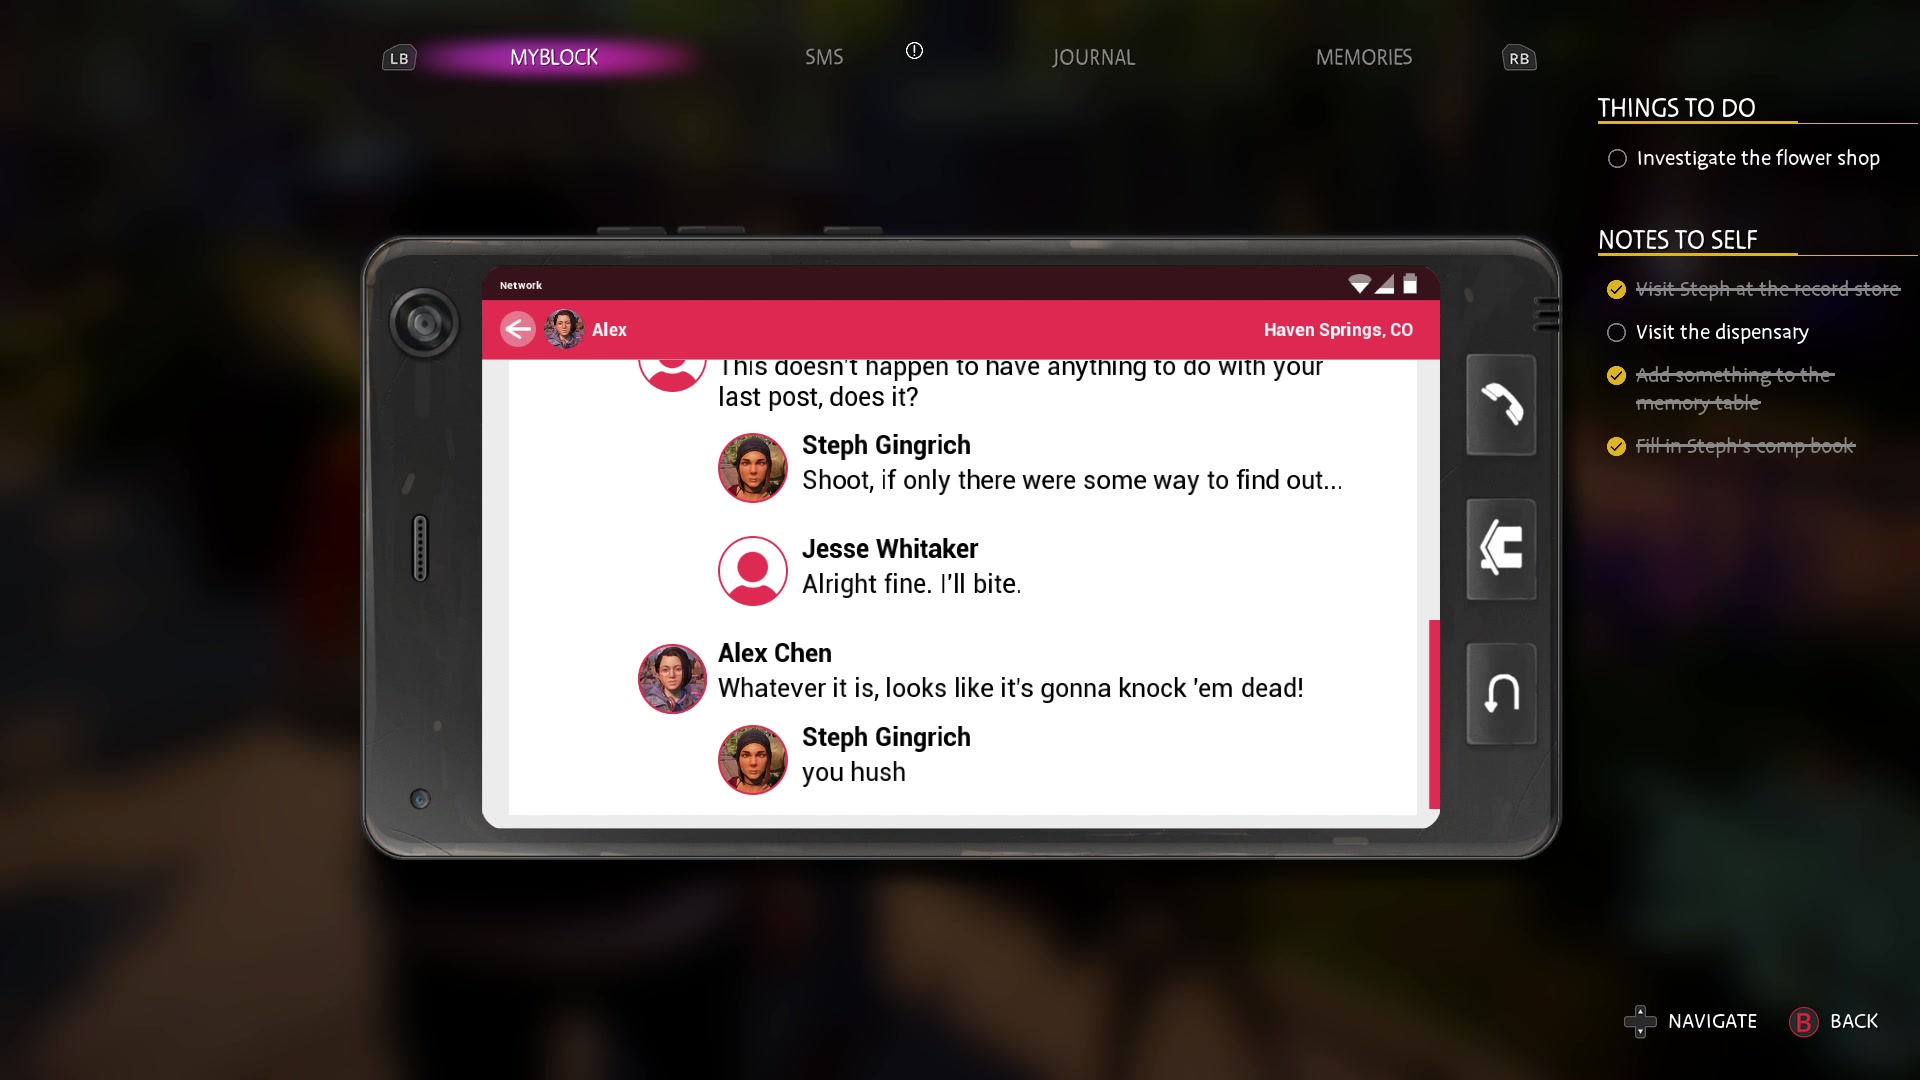 LB
MYBLOCK
SMS
JOURNAL
MEMORIES
RB
THINGS TO DO
Investigate the flower shop
NOTES TO SELF
Visit Steph at the record store
Visit the dispensary
Add something to the
memory table
Fill in Steph's comp book
Network
Alex
Haven Springs, CO
This doesn't happen to have anything to do with your
last post, does it?
Steph Gingrich
Shoot, if only there were some way to find out...
Jesse Whitaker
Alright fine. I'll bite.
Alex Chen
Whatever it is, looks like it's gonna knock 'em dead!
Steph Gingrich
you hush
NAVIGATE
B BACK